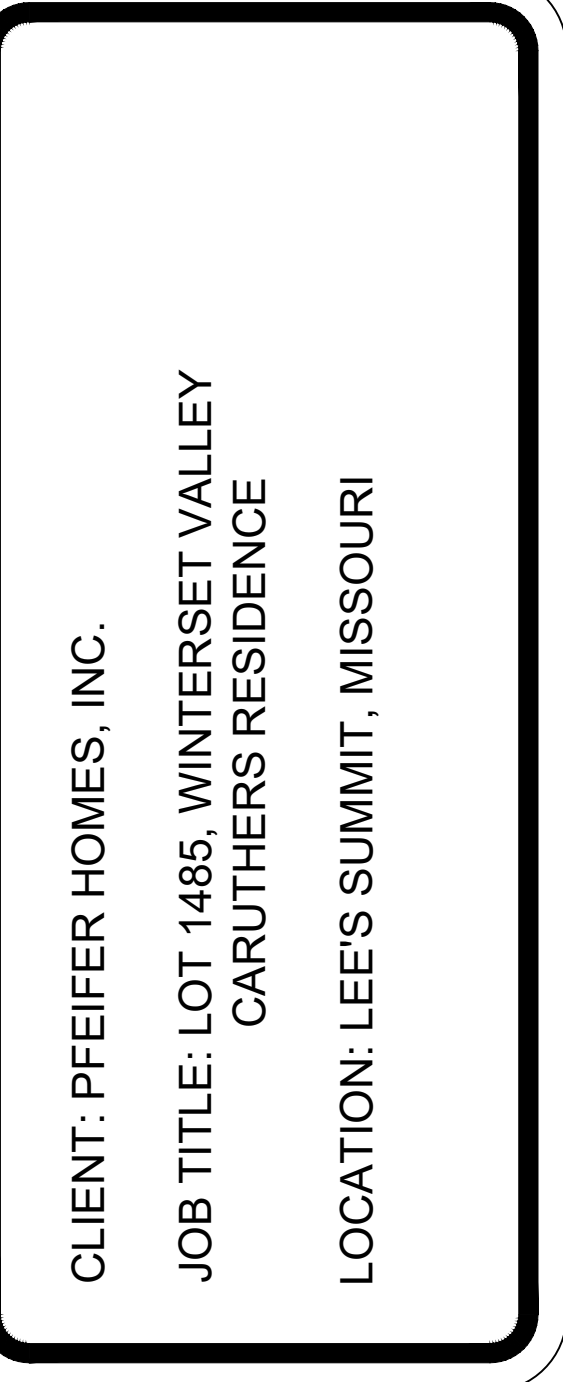 CLIENT: PFEIFER HOMES, INC.
JOB TITLE: LOT 1485, WINTERSET VALLEY
CARUTHERS RESIDENCE
LOCATION: LEE'S SUMMIT, MISSOURI